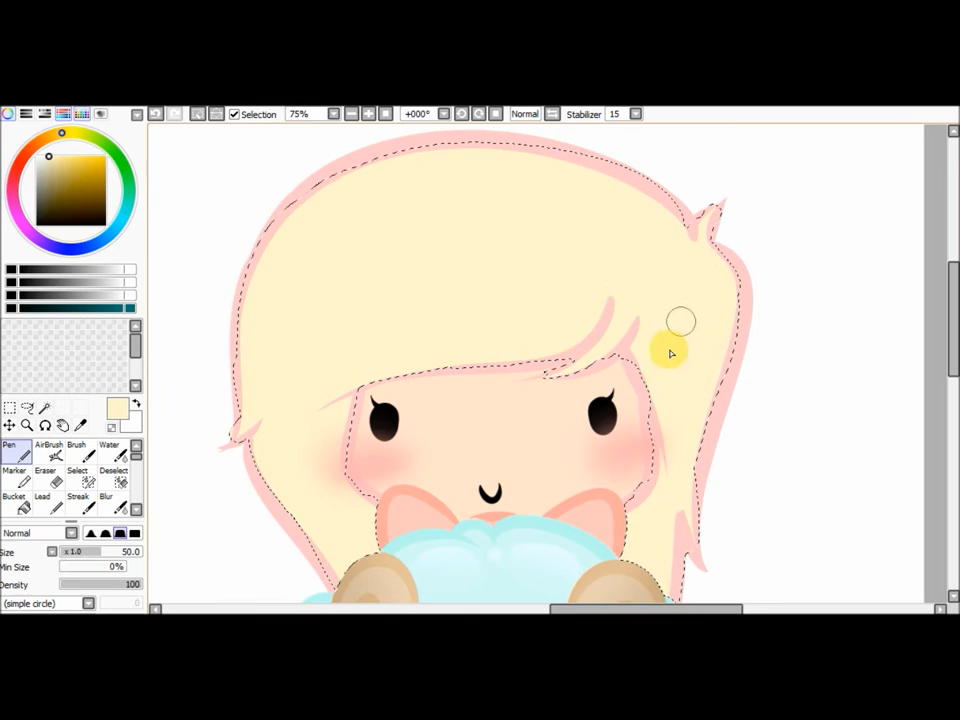 Selection 75% +000° Normal Stabilizer 15
Pen AirBrush Brush Water
Marker Eraser Select Deselect
Bucket Lead Streak Blur
Normal
Size x 1.0 50.0
Min Size 0%
Density 100
(simple circle) 0